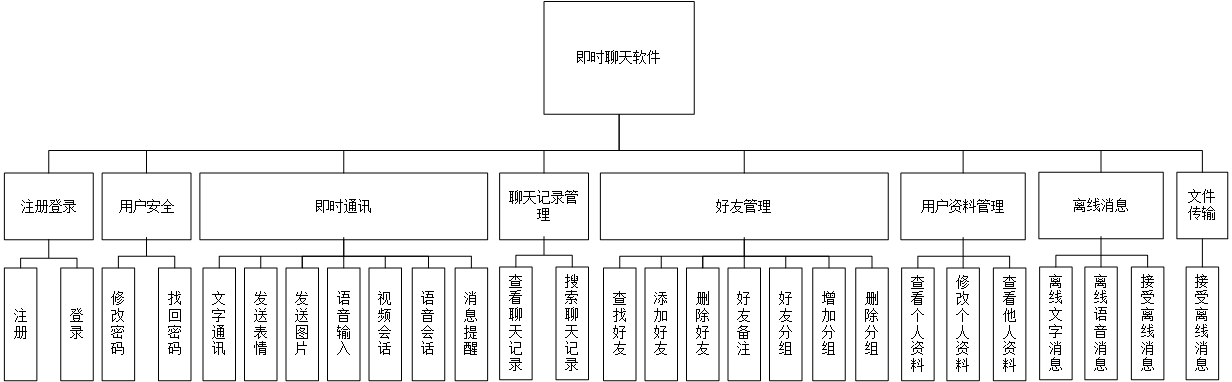 即时聊天软件
注册登录
用户安全
即时通讯
聊天记录管
理
好友管理
用户资料管理
离线消息
文件
传输
注册
登录
修改密码
找回密码
文字通讯
发送表情
发送图片
语音输入
视频会话
语音会话
消息提醒
查看聊天记录
搜索聊天记录
查找好友
添加好友
删除好友
好友备注
好友分组
增加分组
删除分组
查看个人资料
修改个人资料
查看他人资料
离线文字消息
离线语音消息
接受离线消息
接受离线消息